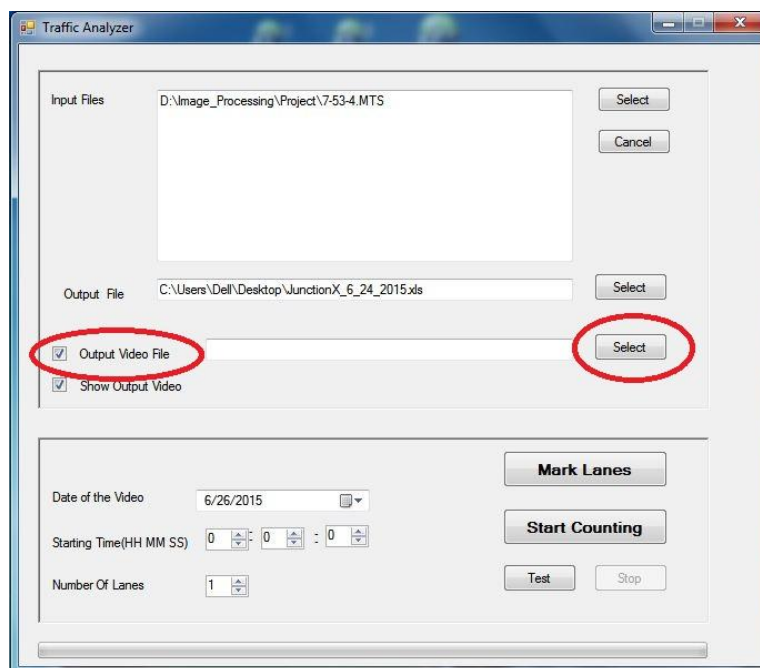 Traffic Analyzer
Input Files
D:\Image_Processing\Project\7-53-4.MTS
Select
Cancel
Output File
C:\Users\Dell\Desktop\JunctionX_6_24_2015.xls
Select
Output Video File
Select
Show Output Video
Mark Lanes
Date of the Video
6/26/2015
Start Counting
Starting Time(HH MM SS)
0 : 0 : 0
Number Of Lanes
1
Test
Stop